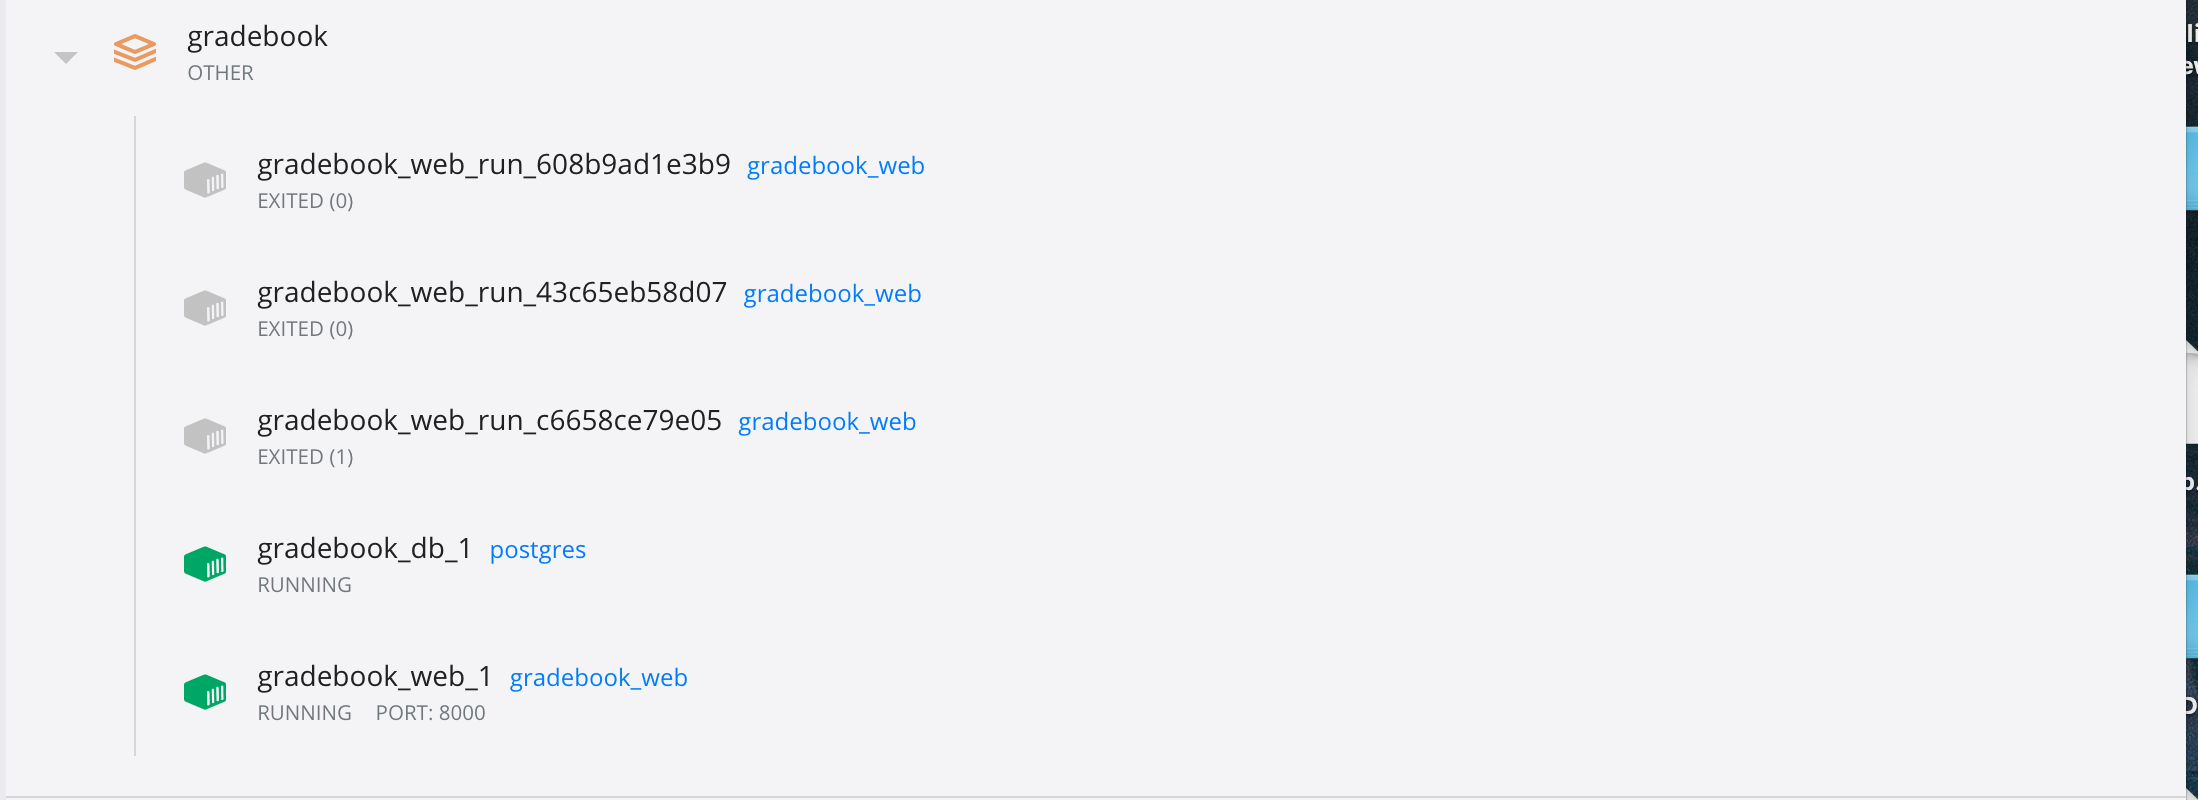 gradebook
OTHER
gradebook_web_run_608b9ad1e3b9 gradebook_web
EXITED (0)
gradebook_web_run_43c65eb58d07 gradebook_web
EXITED (0)
gradebook_web_run_c6658ce79e05 gradebook_web
EXITED (1)
gradebook_db_1 postgres
RUNNING
gradebook_web_1 gradebook_web
RUNNING PORT: 8000